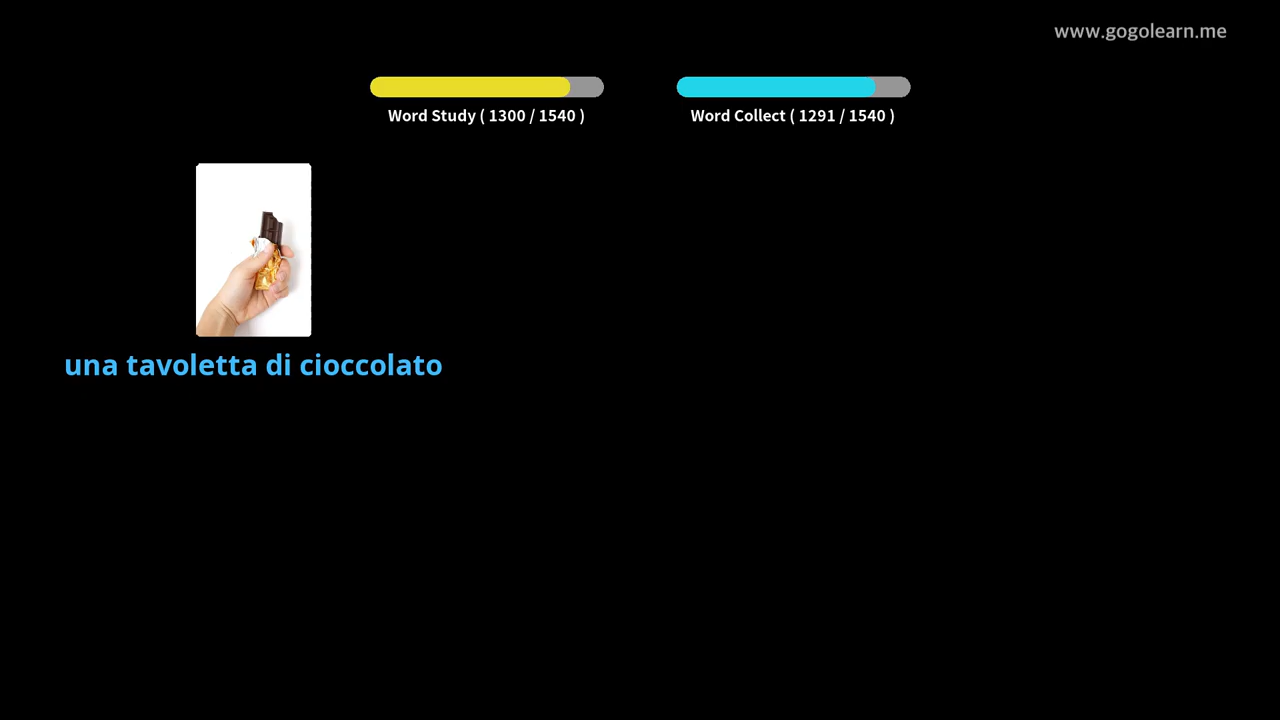 www.gogolearn.me
Word Study ( 1300 / 1540 )
Word Collect ( 1291 / 1540 )
una tavoletta di cioccolato